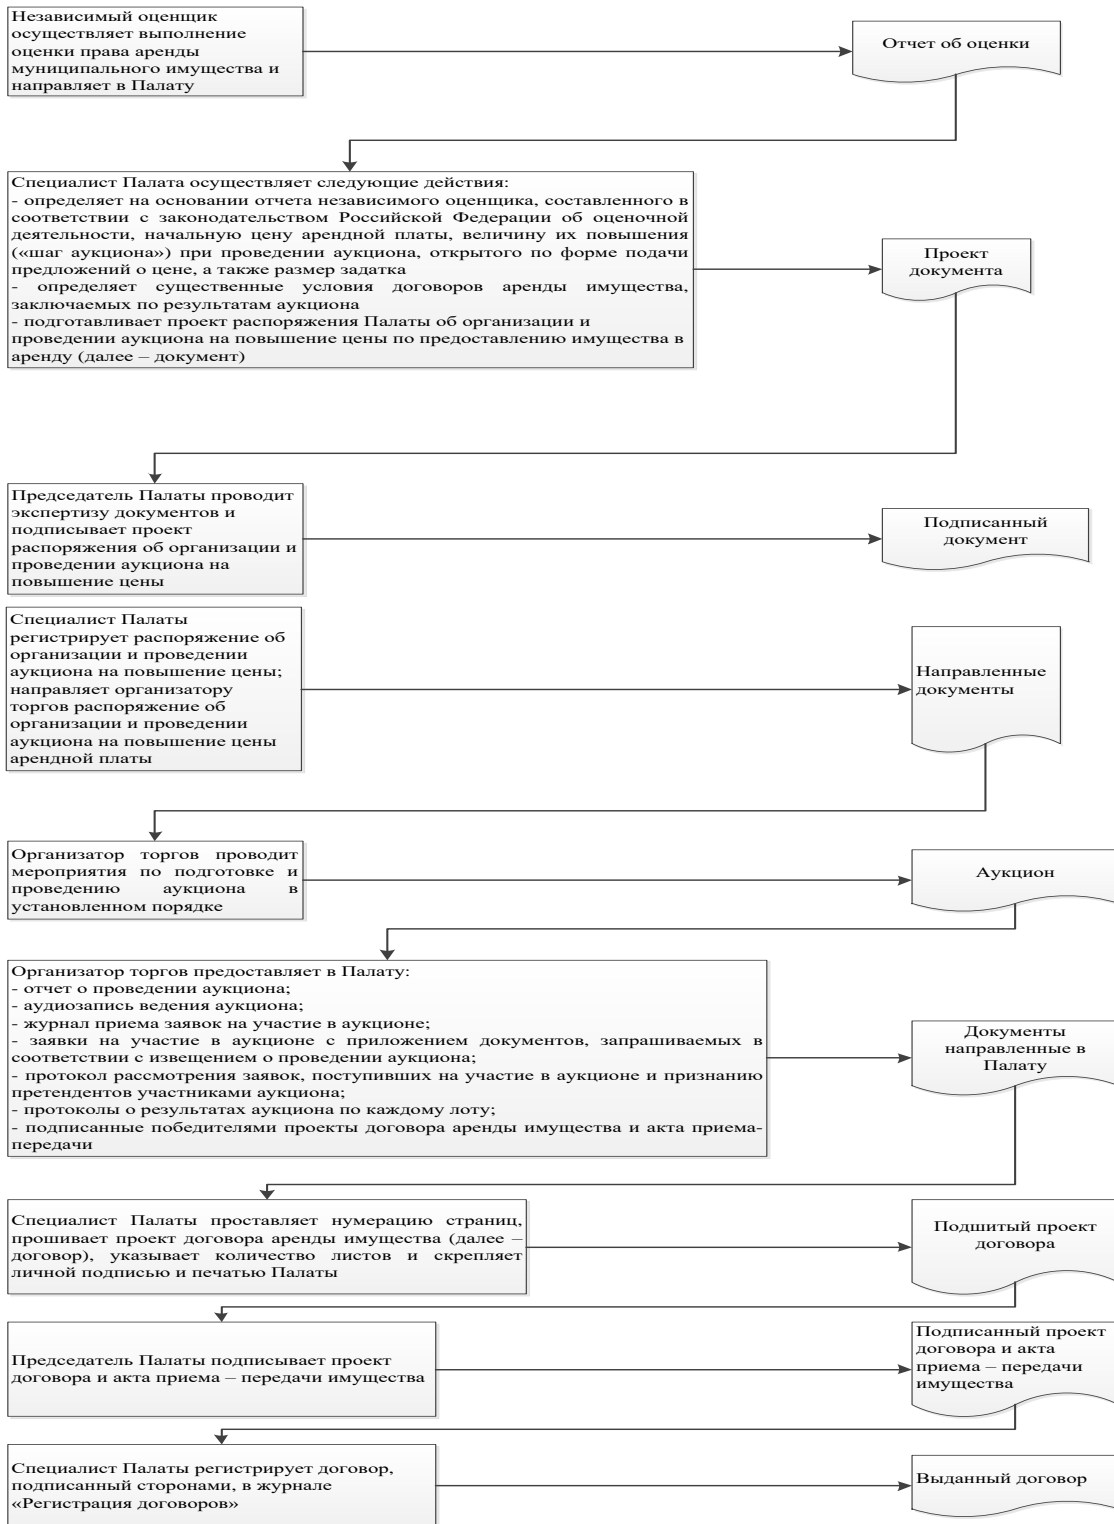 Независимый оценщик
осуществляет выполнение
оценки права аренды
муниципального имущества и
направляет в Палату
Отчет об оценки
Специалист Палата осуществляет следующие действия:
- определяет на основании отчета независимого оценщика, составленного в
соответствии с законодательством Российской Федерации об оценочной
деятельности, начальную цену арендной платы, величину их повышения
(«шаг аукциона») при проведении аукциона, открытого по форме подачи
предложений о цене, а также размер задатка
- определяет существенные условия договоров аренды имущества,
заключаемых по результатам аукциона
- подготавливает проект распоряжения Палаты об организации и
проведении аукциона на повышение цены по предоставлению имущества в
аренду (далее – документ)
Проект
документа
Председатель Палаты проводит
экспертизу документов и
подписывает проект
распоряжения об организации и
проведении аукциона на
повышение цены
Подписанный
документ
Специалист Палаты
регистрирует распоряжение об
организации и проведении
аукциона на повышение цены;
направляет организатору
торгов распоряжение об
организации и проведении
аукциона на повышение цены
арендной платы
Направленные
документы
Организатор торгов проводит
мероприятия по подготовке и
проведению аукциона в
установленном порядке
Аукцион
Организатор торгов предоставляет в Палату:
- отчет о проведении аукциона;
- аудиозапись ведения аукциона;
- журнал приема заявок на участие в аукционе;
- заявки на участие в аукционе с приложением документов, запрашиваемых в
соответствии с извещением о проведении аукциона;
- протокол рассмотрения заявок, поступивших на участие в аукционе и признанию
претендентов участниками аукциона;
- протоколы о результатах аукциона по каждому лоту;
- подписанные победителями проекты договора аренды имущества и акта приема-
передачи
Документы
направленные в
Палату
Специалист Палаты проставляет нумерацию страниц,
прошивает проект договора аренды имущества (далее –
договор), указывает количество листов и скрепляет
личной подписью и печатью Палаты
Подшитый проект
договора
Председатель Палаты подписывает проект
договора и акта приема – передачи имущества
Подписанный проект
договора и акта
приема – передачи
имущества
Специалист Палаты регистрирует договор,
подписанный сторонами, в журнале
«Регистрация договоров»
Выданный договор